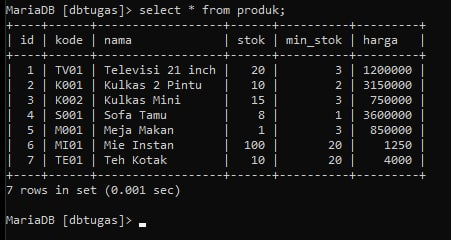 MariaDB [dbtugas]> select * from produk;
+----+------+------------------+------+----------+---------+
| id | kode | nama             | stok | min_stok | harga   |
+----+------+------------------+------+----------+---------+
|  1 | TV01 | Televisi 21 inch |   20 |        3 | 1200000 |
|  2 | K001 | Kulkas 2 Pintu   |   10 |        2 | 3150000 |
|  3 | K002 | Kulkas Mini      |   15 |        3 |  750000 |
|  4 | S001 | Sofa Tamu        |    8 |        1 | 3600000 |
|  5 | M001 | Meja Makan       |    1 |        3 |  850000 |
|  6 | MI01 | Mie Instan       |  100 |       20 |    1250 |
|  7 | TE01 | Teh Kotak        |   10 |       20 |    4000 |
+----+------+------------------+------+----------+---------+
7 rows in set (0.001 sec)
MariaDB [dbtugas]>